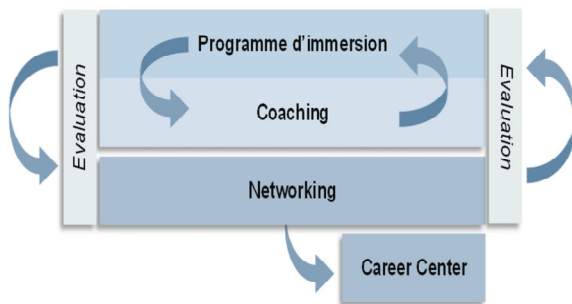 Programme d'immersion
Evaluation
Coaching
Evaluation
Networking
Career Center